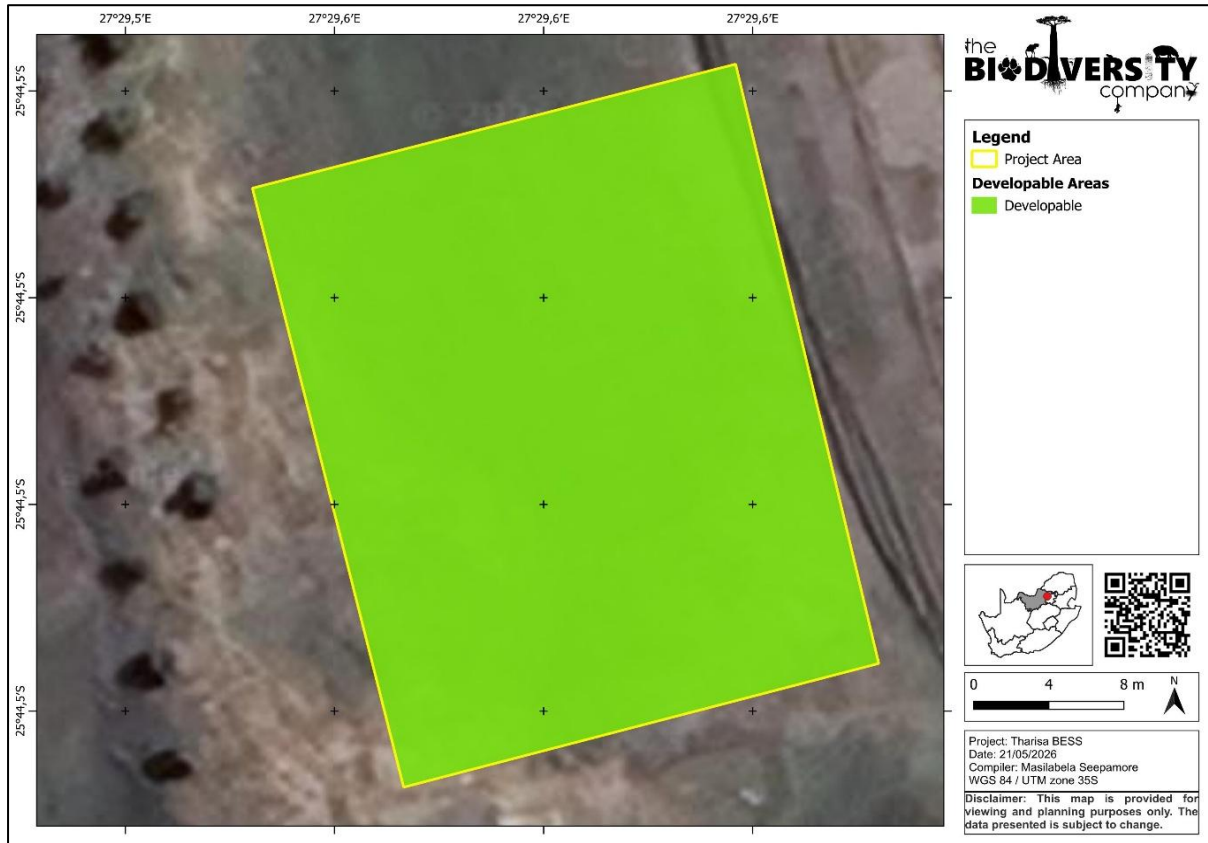 27°29,5'E 27°29,6'E 27°29,6'E 27°29,6'E
25°44,5'S
25°44,5'S
25°44,5'S
25°44,5'S
the
BIODIVERSITY
company
Legend
Project Area
Developable Areas
Developable
0 4 8 m
N
Project: Tharisa BESS
Date: 21/05/2026
Compiler: Masilabela Seepamore
WGS 84 / UTM zone 35S
Disclaimer: This map is provided for
viewing and planning purposes only. The
data presented is subject to change.